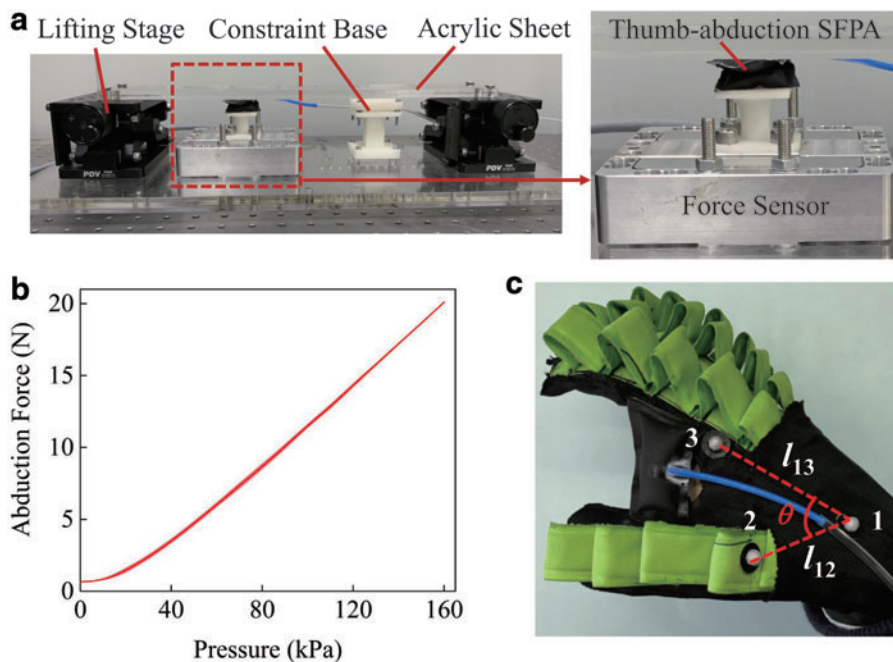 a
Lifting Stage
Constraint Base
Acrylic Sheet
Thumb-abduction SFPA
PDV
PDV
Force Sensor
b
20
15
10
5
0
Abduction Force (N)
0
40
80
120
160
Pressure (kPa)
c
3
l13
1
2
θ
l12